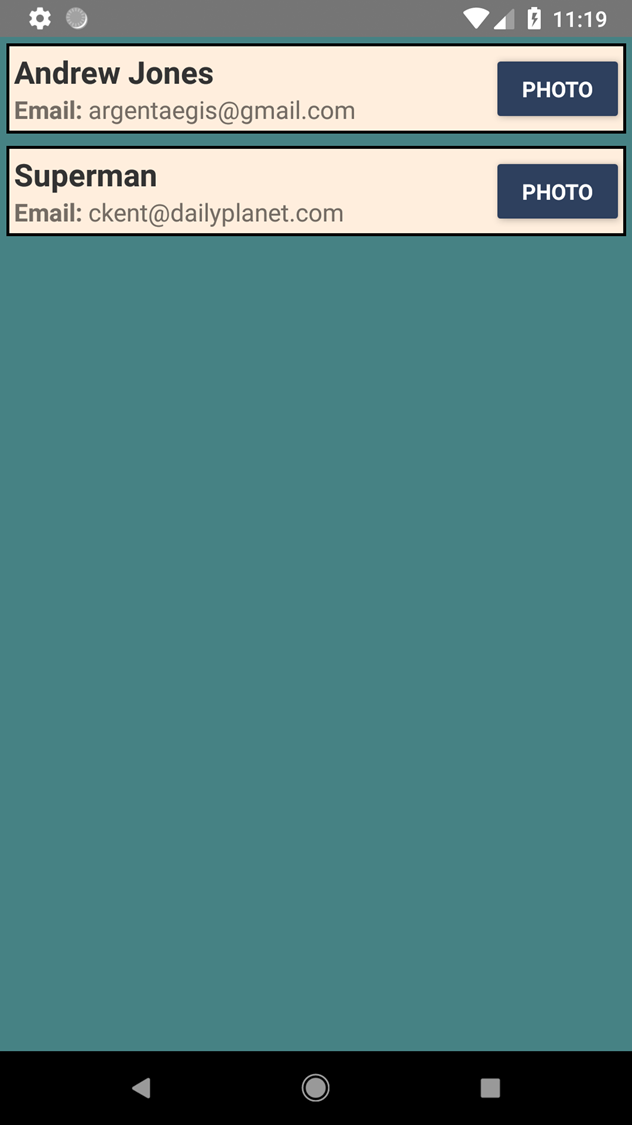 11:19
Andrew Jones
Email: argentaegis@gmail.com
PHOTO
Superman
Email: ckent@dailyplanet.com
PHOTO